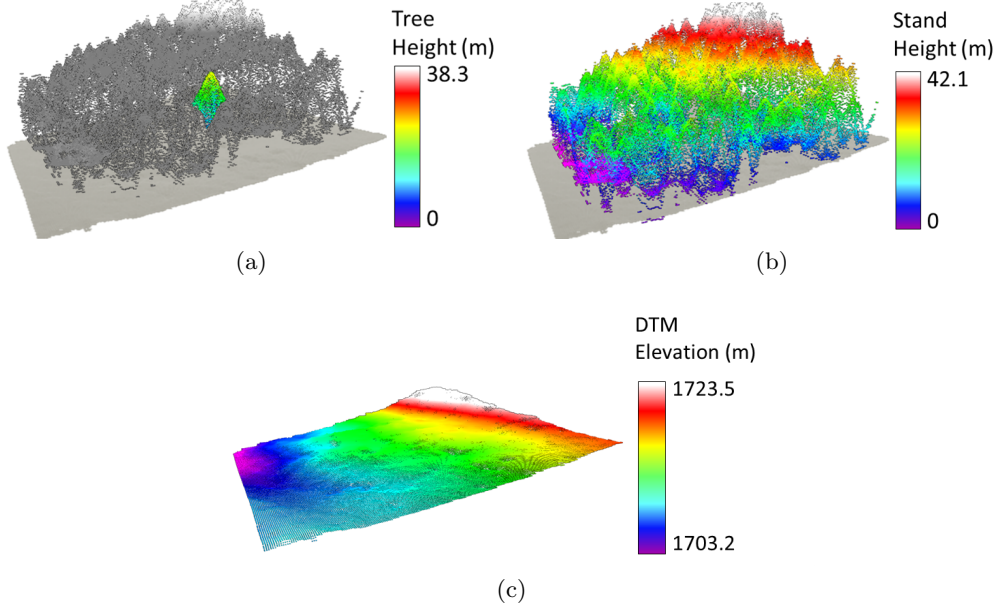 Tree
Height (m)
38.3
0
(a)
Stand
Height (m)
42.1
0
(b)
DTM
Elevation (m)
1723.5
1703.2
(c)